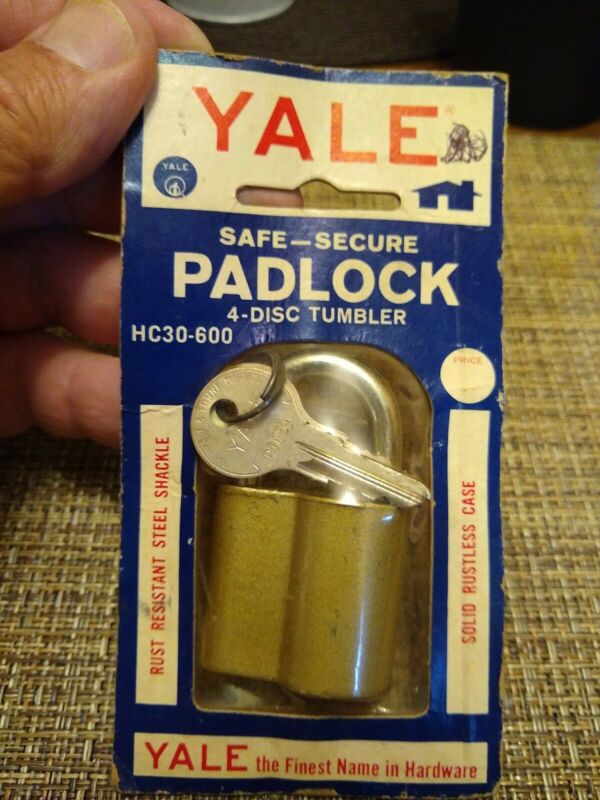 YALE®
YALE
SAFE—SECURE
PADLOCK
4-DISC TUMBLER
HC30-600
PRICE
YALE
RUST RESISTANT STEEL SHACKLE
SOLID RUSTLESS CASE
YALE the Finest Name in Hardware